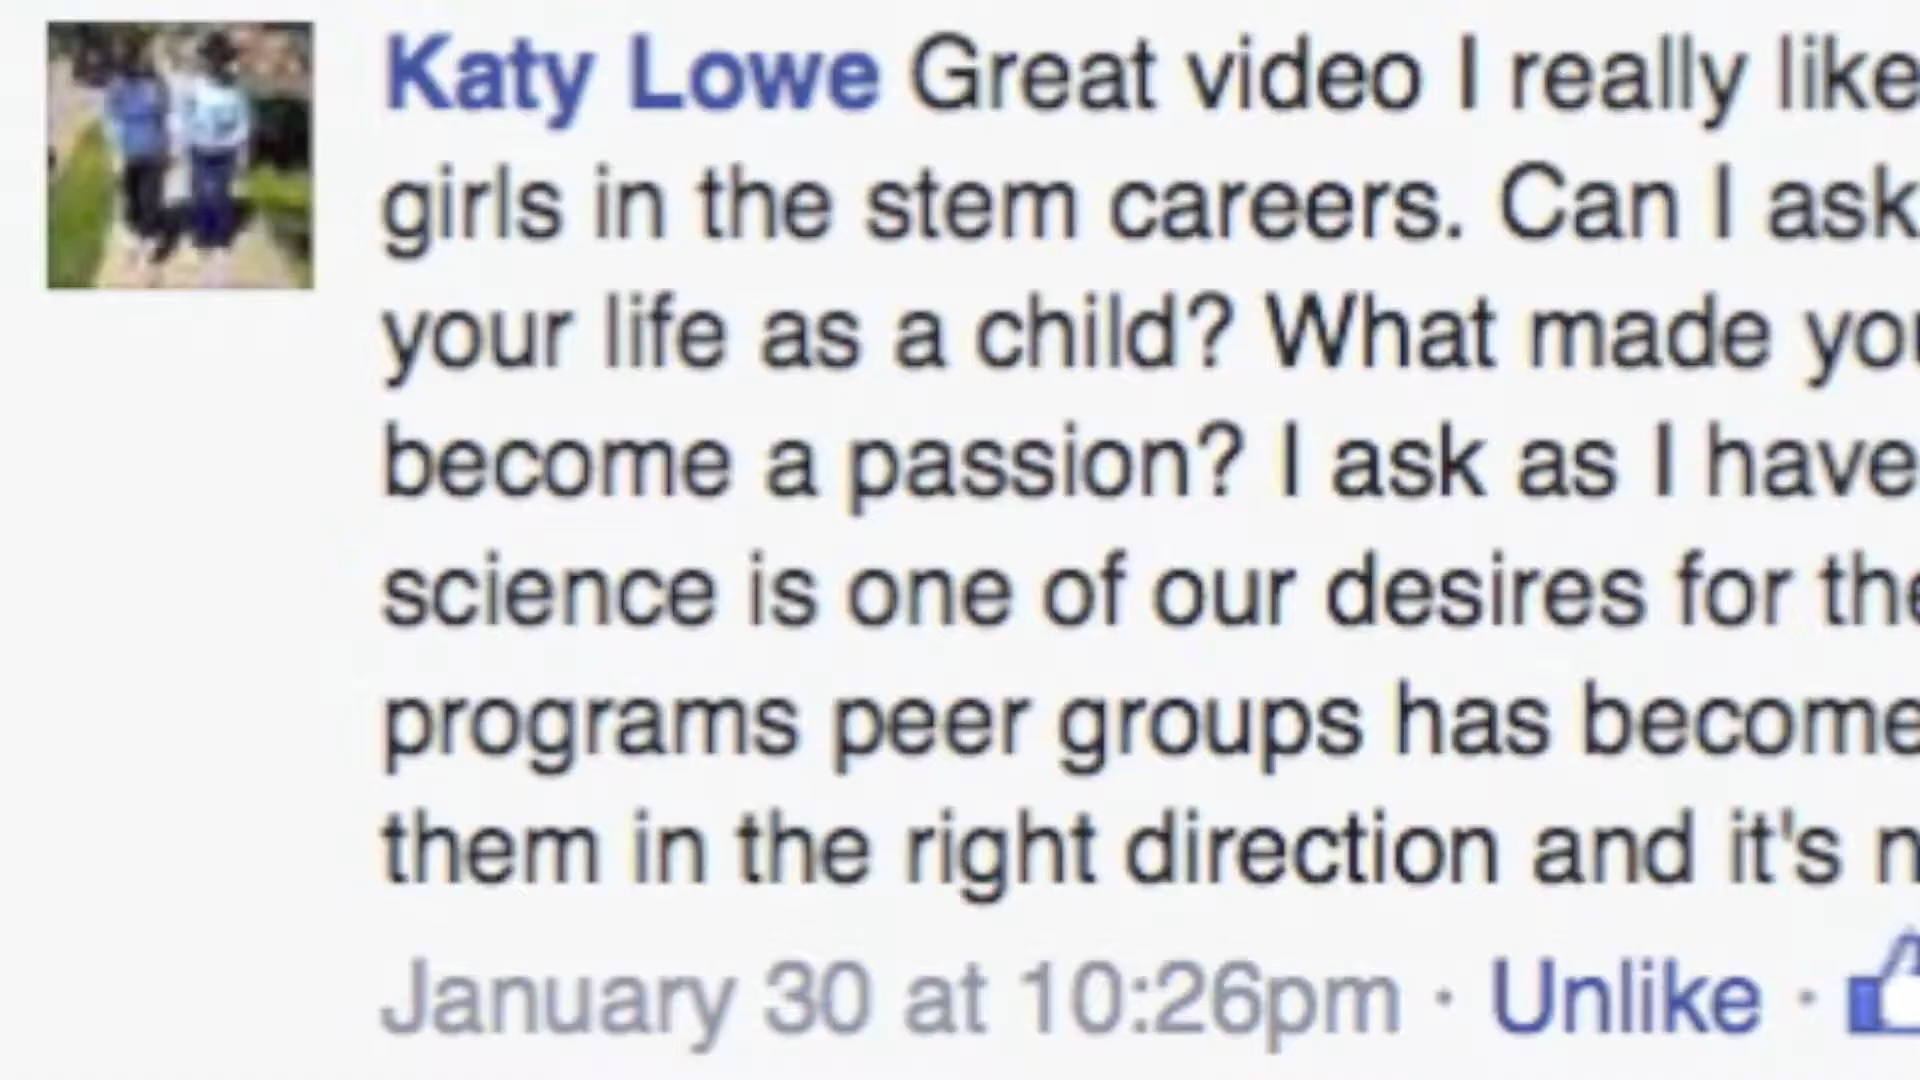 Katy Lowe Great video I really like
girls in the stem careers. Can I ask
your life as a child? What made you
become a passion? I ask as I have
science is one of our desires for the
programs peer groups has become
them in the right direction and it's n
January 30 at 10:26pm · Unlike ·